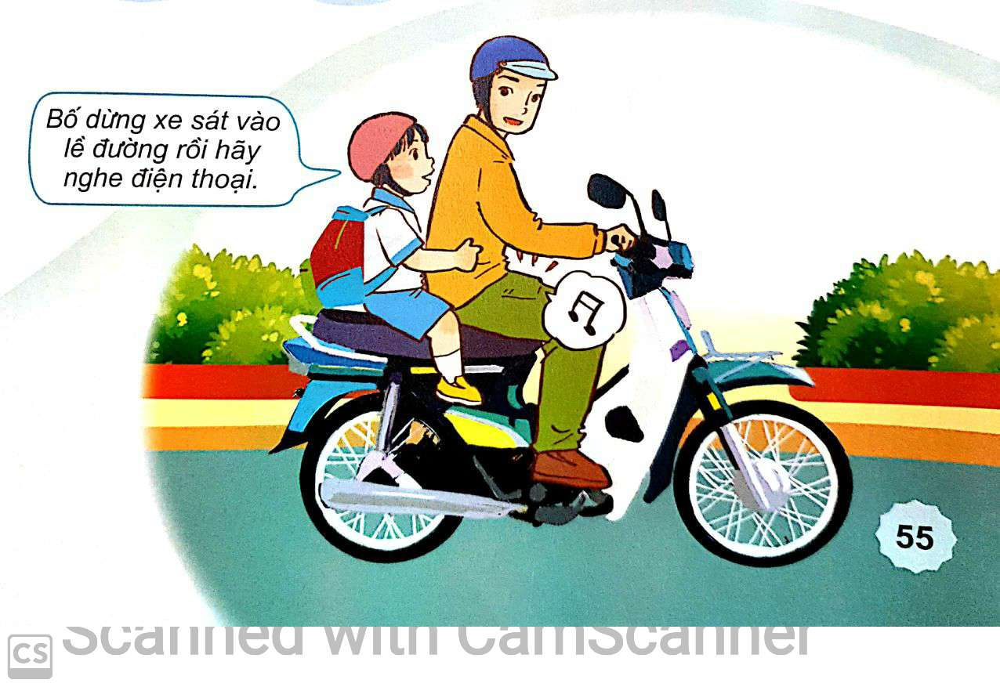 Bố dừng xe sát vào
lề đường rồi hãy
nghe điện thoại.
55
CS Scanned with CamScanner